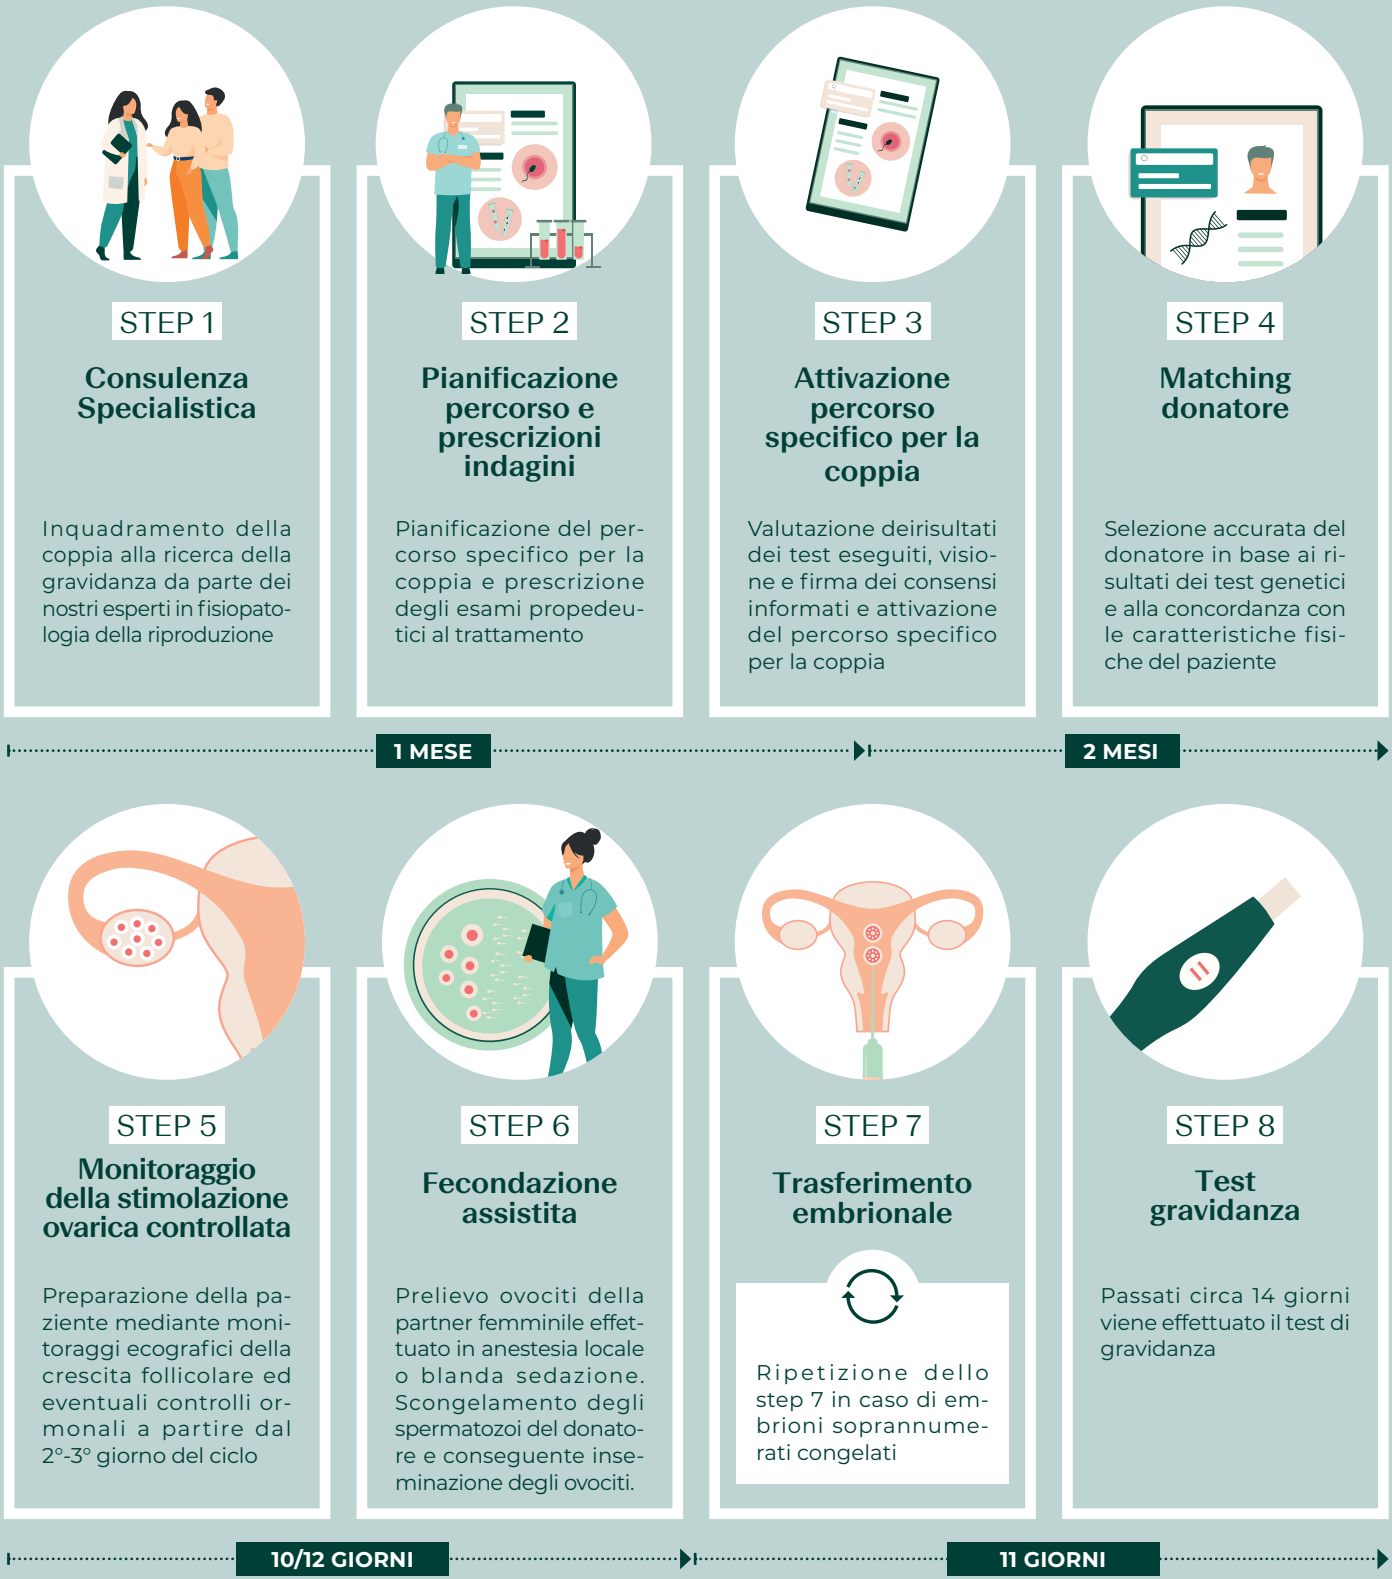 STEP 1
Consulenza
Specialistica
Inquadramento della
coppia alla ricerca della
gravidanza da parte dei
nostri esperti in fisiopato-
logia della riproduzione
STEP 2
Pianificazione
percorso e
prescrizioni
indagini
Pianificazione del per-
corso specifico per la
coppia e prescrizione
degli esami propedeu-
tici al trattamento
STEP 3
Attivazione
percorso
specifico per la
coppia
Valutazione deirisultati
dei test eseguiti, visio-
ne e firma dei consensi
informati e attivazione
del percorso specifico
per la coppia
STEP 4
Matching
donatore
Selezione accurata del
donatore in base ai ri-
sultati dei test genetici
e alla concordanza con
le caratteristiche fisi-
che del paziente
1 MESE
2 MESI
STEP 5
Monitoraggio
della stimolazione
ovarica controllata
Preparazione della pa-
ziente mediante moni-
toraggi ecografici della
crescita follicolare ed
eventuali controlli or-
monali a partire dal
2°-3° giorno del ciclo
STEP 6
Fecondazione
assistita
Prelievo ovociti della
partner femminile effet-
tuato in anestesia locale
o blanda sedazione.
Scongelamento degli
spermatozoi del donato-
re e conseguente inse-
minazione degli ovociti.
STEP 7
Trasferimento
embrionale
Ripetizione dello
step 7 in caso di em-
brioni soprannume-
rati congelati
STEP 8
Test
gravidanza
Passati circa 14 giorni
viene effettuato il test di
gravidanza
10/12 GIORNI
11 GIORNI